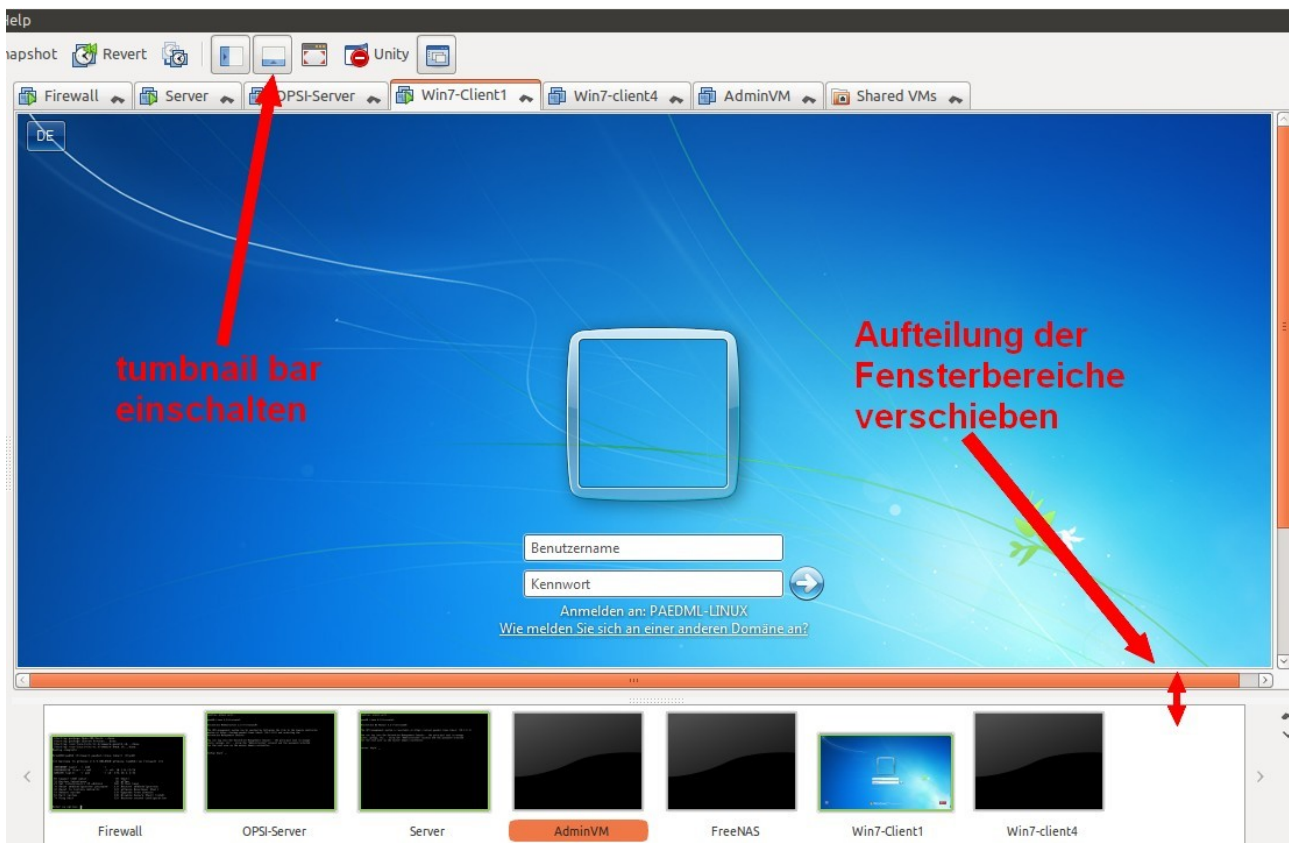 Help
napshot Revert Unity
Firewall Server OPSI-Server Win7-Client1 Win7-client4 AdminVM Shared VMs
DE
tumbnail bar
einschalten
Aufteilung der
Fensterbereiche
verschieben
Benutzername
Kennwort
Anmelden an: PAEDML-LINUX
Wie melden Sie sich an einer anderen Domäne an?
Firewall OPSI-Server Server AdminVM FreeNAS Win7-Client1 Win7-client4